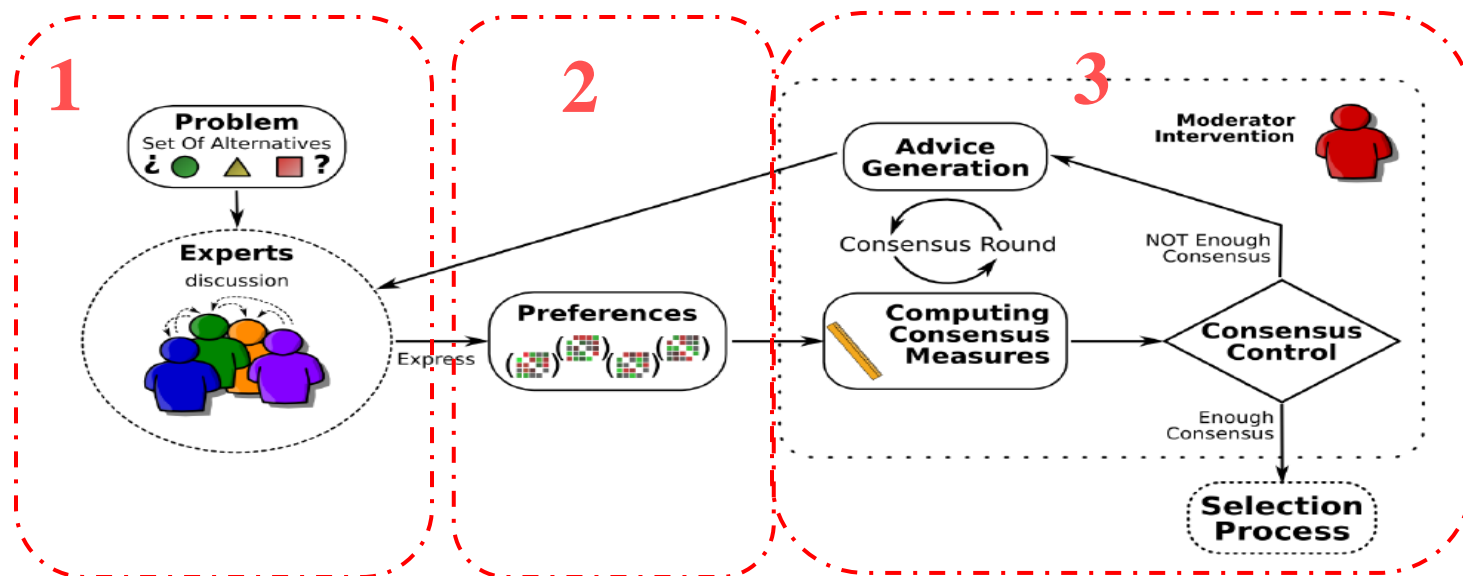 1
2
3
Problem
Set Of Alternatives
¿ ?
Experts
discussion
Express
Preferences
( )( )( )( )
Moderator
Intervention
Advice
Generation
Consensus Round
Computing
Consensus
Measures
NOT Enough
Consensus
Consensus
Control
Enough
Consensus
Selection
Process